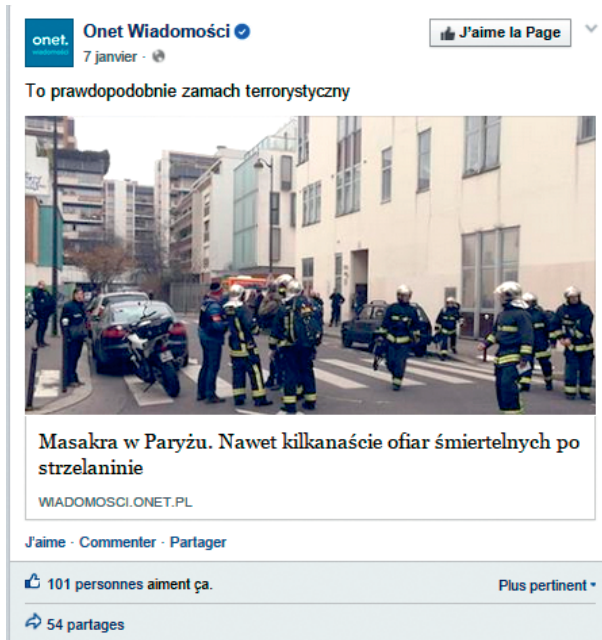 onet.
wiadomości
Onet Wiadomości
J'aime la Page
7 janvier ·
To prawdopodobnie zamach terrorystyczny
Masakra w Paryżu. Nawet kilkanaście ofiar śmiertelnych po
strzelaninie
WIADOMOSCI.ONET.PL
J'aime · Commenter · Partager
101 personnes aiment ça.
Plus pertinent
54 partages